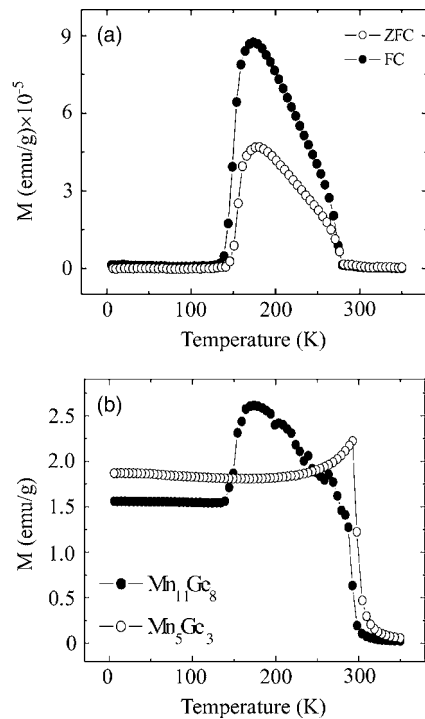 (a)
ZFC
FC
9
6
3
0
M (emu/g)×10⁻⁵
0 100 200 300
Temperature (K)
(b)
2.5
2.0
1.5
1.0
0.5
0
M (emu/g)
Mn₁₁Ge₈
Mn₅Ge₃
0 100 200 300
Temperature (K)